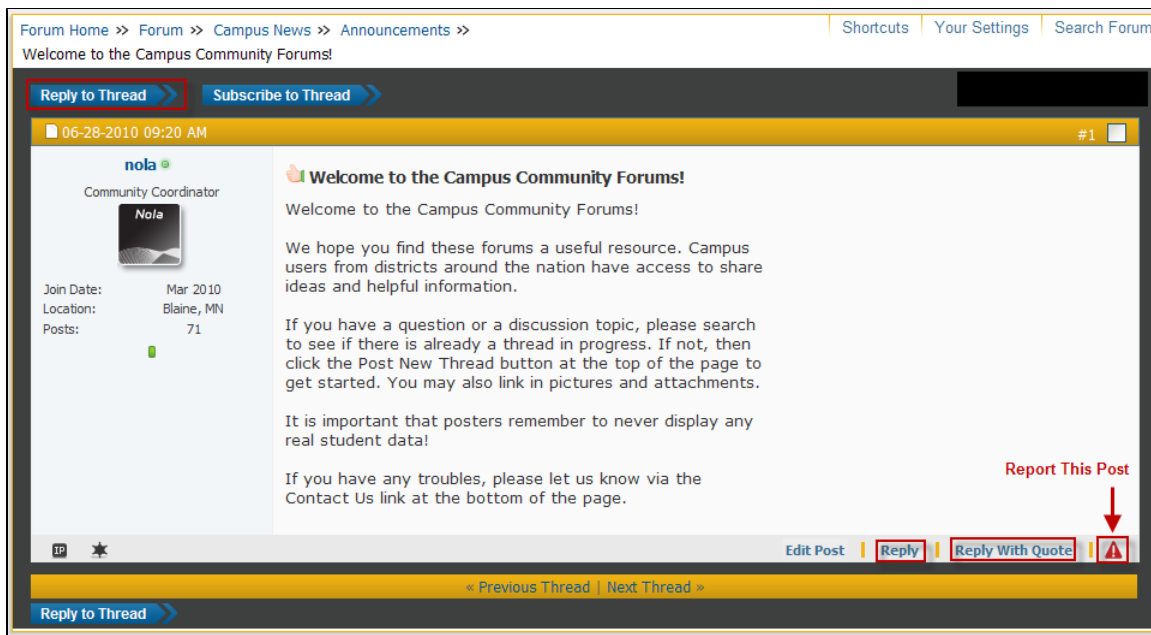 Forum Home >> Forum >> Campus News >> Announcements >>
Shortcuts
Your Settings
Search Forum
Welcome to the Campus Community Forums!
Reply to Thread
Subscribe to Thread
06-28-2010 09:20 AM
#1
nola
Community Coordinator
Nola
Join Date: Mar 2010
Location: Blaine, MN
Posts: 71
Welcome to the Campus Community Forums!
Welcome to the Campus Community Forums!
We hope you find these forums a useful resource. Campus
users from districts around the nation have access to share
ideas and helpful information.
If you have a question or a discussion topic, please search
to see if there is already a thread in progress. If not, then
click the Post New Thread button at the top of the page to
get started. You may also link in pictures and attachments.
It is important that posters remember to never display any
real student data!
If you have any troubles, please let us know via the
Contact Us link at the bottom of the page.
Report This Post
IP
Edit Post | Reply | Reply With Quote |
« Previous Thread | Next Thread »
Reply to Thread